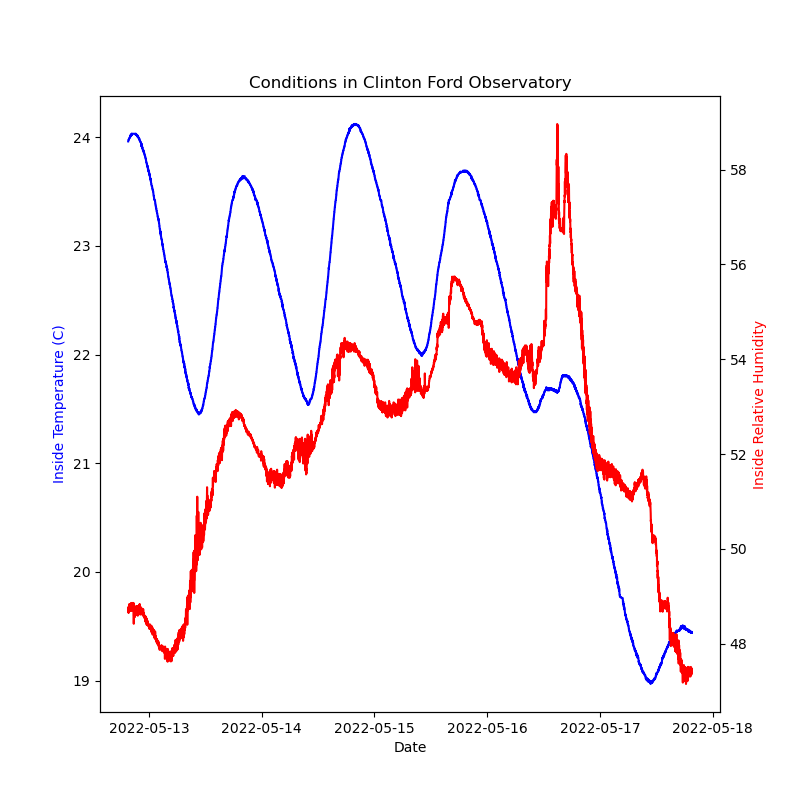 Conditions in Clinton Ford Observatory
Inside Temperature (C)
24
23
22
21
20
19
58
56
54
52
50
48
Inside Relative Humidity
2022-05-13 2022-05-14 2022-05-15 2022-05-16 2022-05-17 2022-05-18
Date